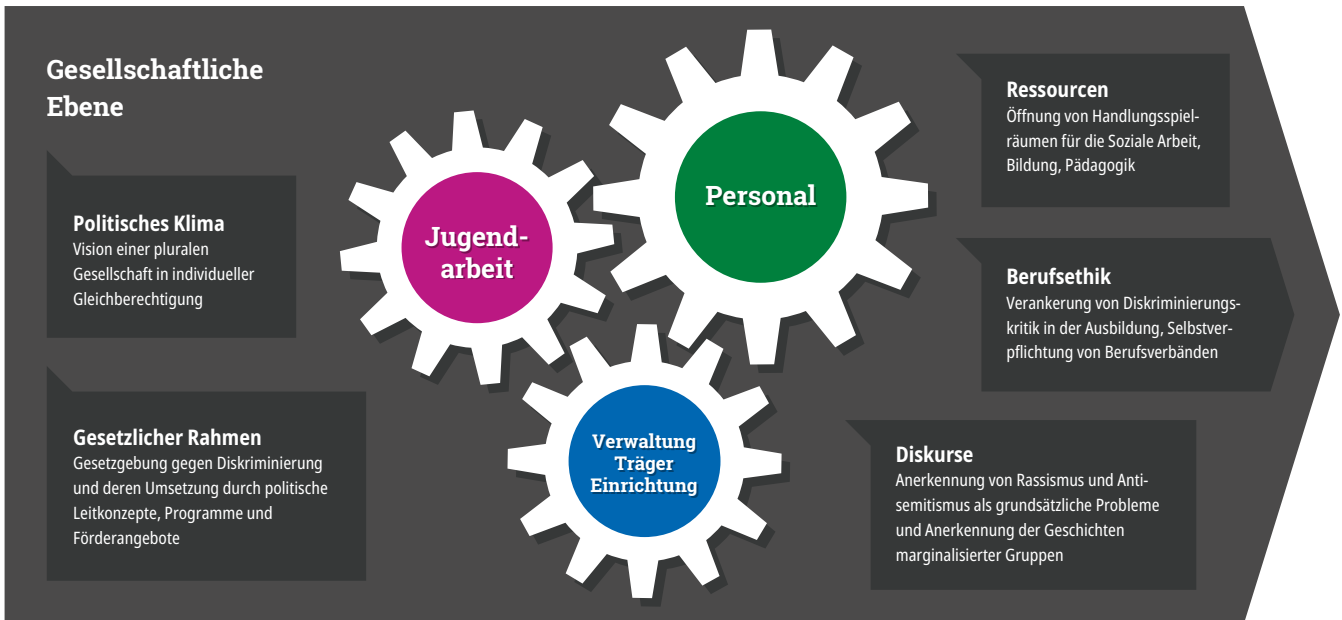 Gesellschaftliche
Ebene
Politisches Klima
Vision einer pluralen
Gesellschaft in individueller
Gleichberechtigung
Gesetzlicher Rahmen
Gesetzgebung gegen Diskriminierung
und deren Umsetzung durch politische
Leitkonzepte, Programme und
Förderangebote
Jugend-
arbeit
Personal
Verwaltung
Träger
Einrichtung
Ressourcen
Öffnung von Handlungsspiel-
räumen für die Soziale Arbeit,
Bildung, Pädagogik
Berufsethik
Verankerung von Diskriminierungs-
kritik in der Ausbildung, Selbstver-
pflichtung von Berufsverbänden
Diskurse
Anerkennung von Rassismus und Anti-
semitismus als grundsätzliche Probleme
und Anerkennung der Geschichten
marginalisierter Gruppen